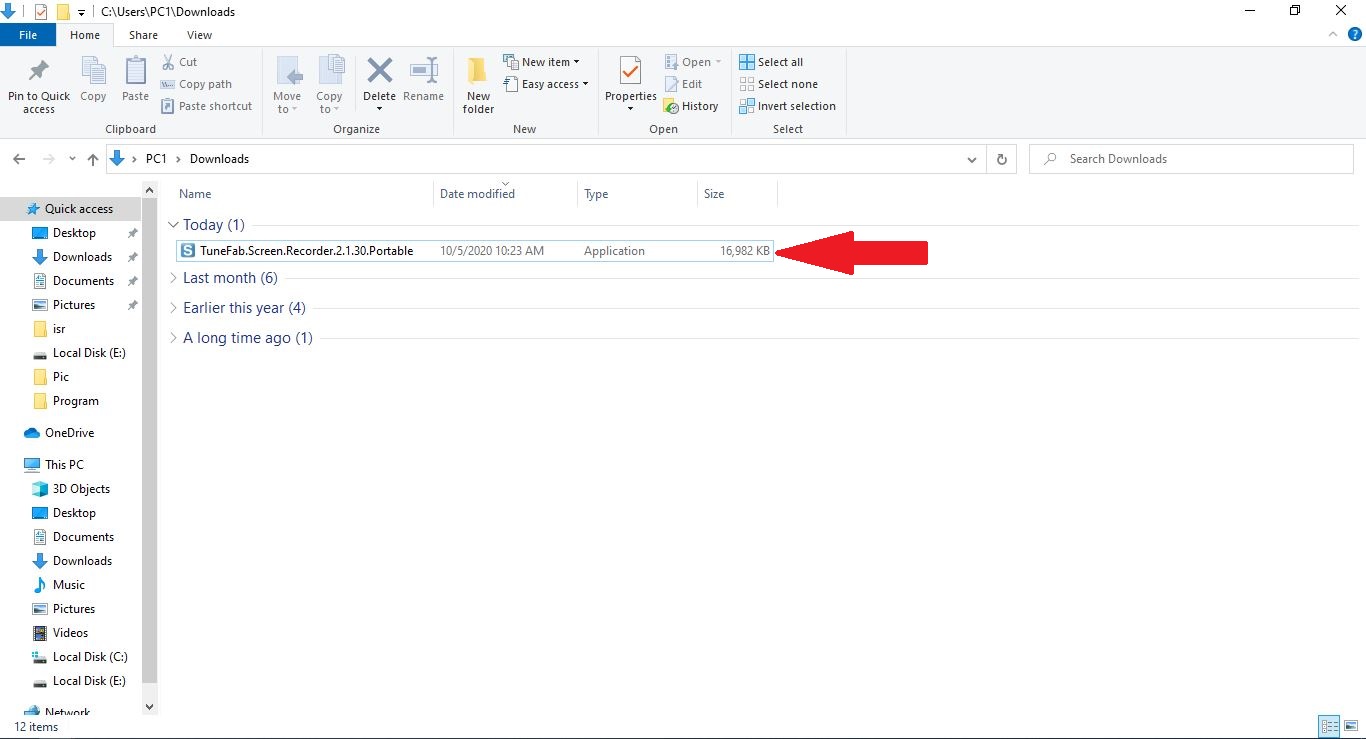 C:\Users\PC1\Downloads
File Home Share View
Pin to Quick access
Copy
Paste
Cut
Copy path
Paste shortcut
Clipboard
Move to
Copy to
Delete
Rename
Organize
New folder
New item
Easy access
New
Properties
Open
Edit
History
Open
Select all
Select none
Invert selection
Select
PC1 Downloads
Search Downloads
Name Date modified Type Size
Today (1)
TuneFab.Screen.Recorder.2.1.30.Portable 10/5/2020 10:23 AM Application 16,982 KB
Last month (6)
Earlier this year (4)
A long time ago (1)
Quick access
Desktop
Downloads
Documents
Pictures
isr
Local Disk (E:)
Pic
Program
OneDrive
This PC
3D Objects
Desktop
Documents
Downloads
Music
Pictures
Videos
Local Disk (C:)
Local Disk (E:)
Network
12 items